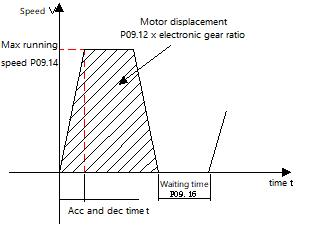 Speed V
Motor displacement
P09.12 x electronic gear ratio
Max running
speed P09.14
Waiting time
P09. 16
time t
Acc and dec time t